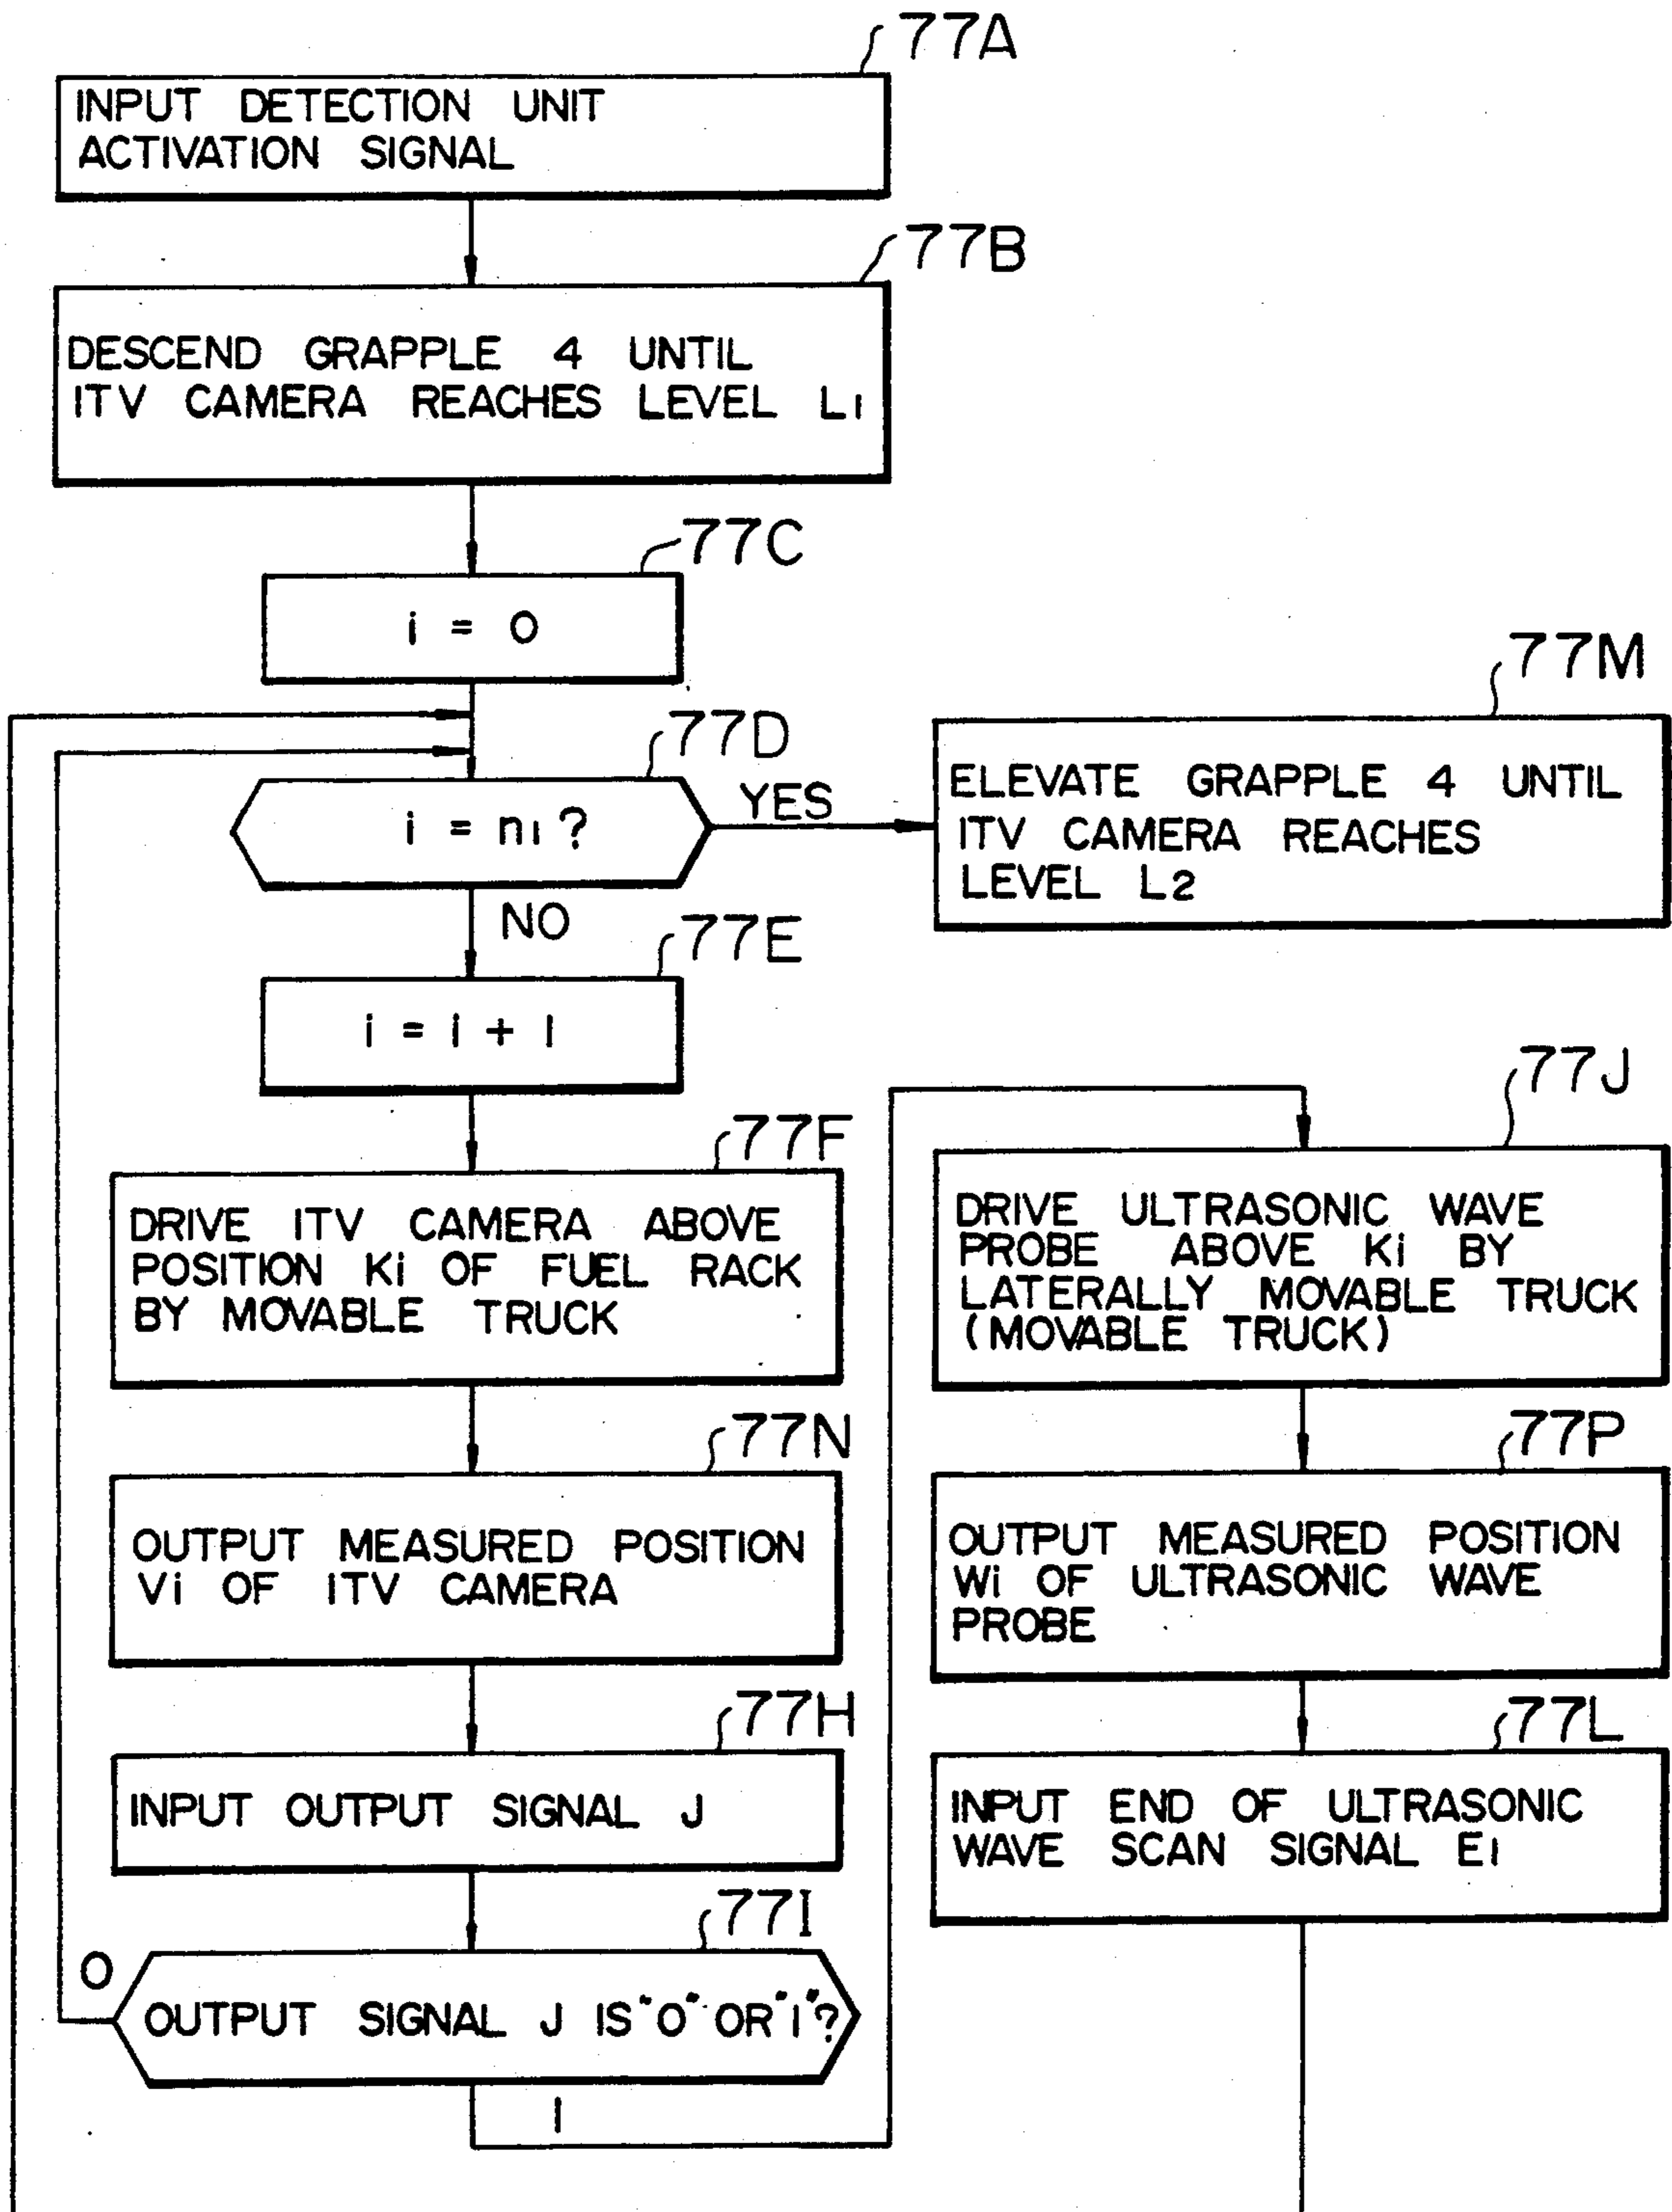 77A
INPUT DETECTION UNIT
ACTIVATION SIGNAL
77B
DESCEND GRAPPLE 4 UNTIL
ITV CAMERA REACHES LEVEL L1
77C
i = 0
77D
i = n1 ?
YES
NO
77M
ELEVATE GRAPPLE 4 UNTIL
ITV CAMERA REACHES
LEVEL L2
77E
i = i + 1
77F
DRIVE ITV CAMERA ABOVE
POSITION Ki OF FUEL RACK
BY MOVABLE TRUCK
77N
OUTPUT MEASURED POSITION
Vi OF ITV CAMERA
77H
INPUT OUTPUT SIGNAL J
77I
OUTPUT SIGNAL J IS "0" OR "1"?
0
1
77J
DRIVE ULTRASONIC WAVE
PROBE ABOVE Ki BY
LATERALLY MOVABLE TRUCK
(MOVABLE TRUCK)
77P
OUTPUT MEASURED POSITION
Wi OF ULTRASONIC WAVE
PROBE
77L
INPUT END OF ULTRASONIC
WAVE SCAN SIGNAL E1